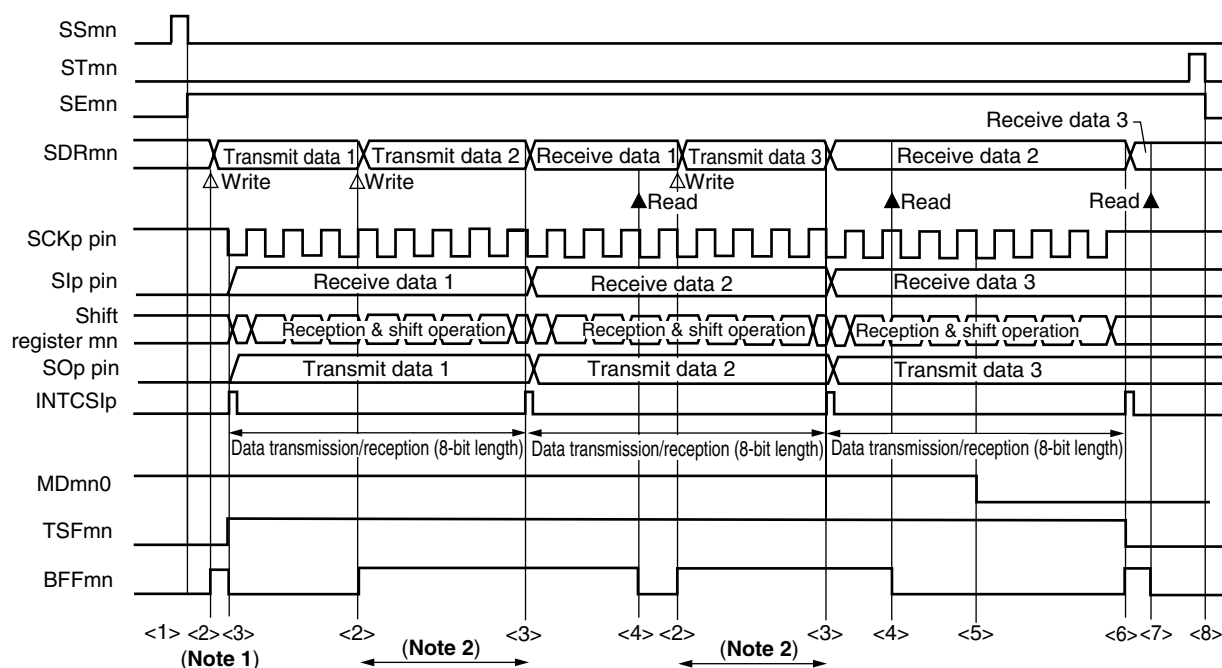 SSmn
STmn
SEmn
Receive data 3
SDRmn
Transmit data 1 Transmit data 2 Receive data 1 Transmit data 3 Receive data 2
△Write △Write △Write
▲Read ▲Read Read▲
SCKp pin
SIp pin Receive data 1 Receive data 2 Receive data 3
Shift
register mn
Reception & shift operation Reception & shift operation Reception & shift operation
SOp pin Transmit data 1 Transmit data 2 Transmit data 3
INTCSIp
Data transmission/reception (8-bit length) Data transmission/reception (8-bit length) Data transmission/reception (8-bit length)
MDmn0
TSFmn
BFFmn
<1> <2> <3> <2> <3> <4> <2> <3> <4> <5> <6> <7> <8>
(Note 1) (Note 2) (Note 2)